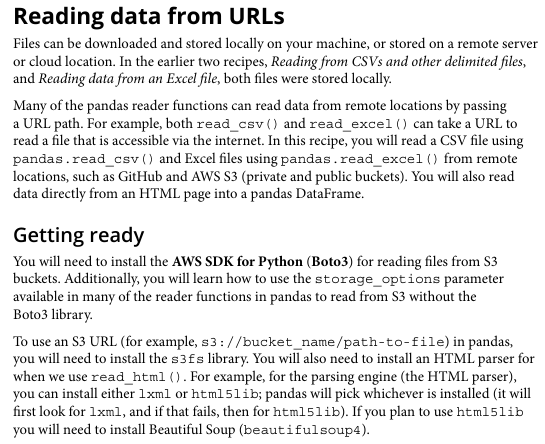 Reading data from URLs
Files can be downloaded and stored locally on your machine, or stored on a remote server
or cloud location. In the earlier two recipes, Reading from CSVs and other delimited files,
and Reading data from an Excel file, both files were stored locally.
Many of the pandas reader functions can read data from remote locations by passing
a URL path. For example, both read_csv() and read_excel() can take a URL to
read a file that is accessible via the internet. In this recipe, you will read a CSV file using
pandas.read_csv() and Excel files using pandas.read_excel() from remote
locations, such as GitHub and AWS S3 (private and public buckets). You will also read
data directly from an HTML page into a pandas DataFrame.
Getting ready
You will need to install the AWS SDK for Python (Boto3) for reading files from S3
buckets. Additionally, you will learn how to use the storage_options parameter
available in many of the reader functions in pandas to read from S3 without the
Boto3 library.
To use an S3 URL (for example, s3://bucket_name/path-to-file) in pandas,
you will need to install the s3fs library. You will also need to install an HTML parser for
when we use read_html(). For example, for the parsing engine (the HTML parser),
you can install either lxml or html5lib; pandas will pick whichever is installed (it will
first look for lxml, and if that fails, then for html5lib). If you plan to use html5lib
you will need to install Beautiful Soup (beautifulsoup4).